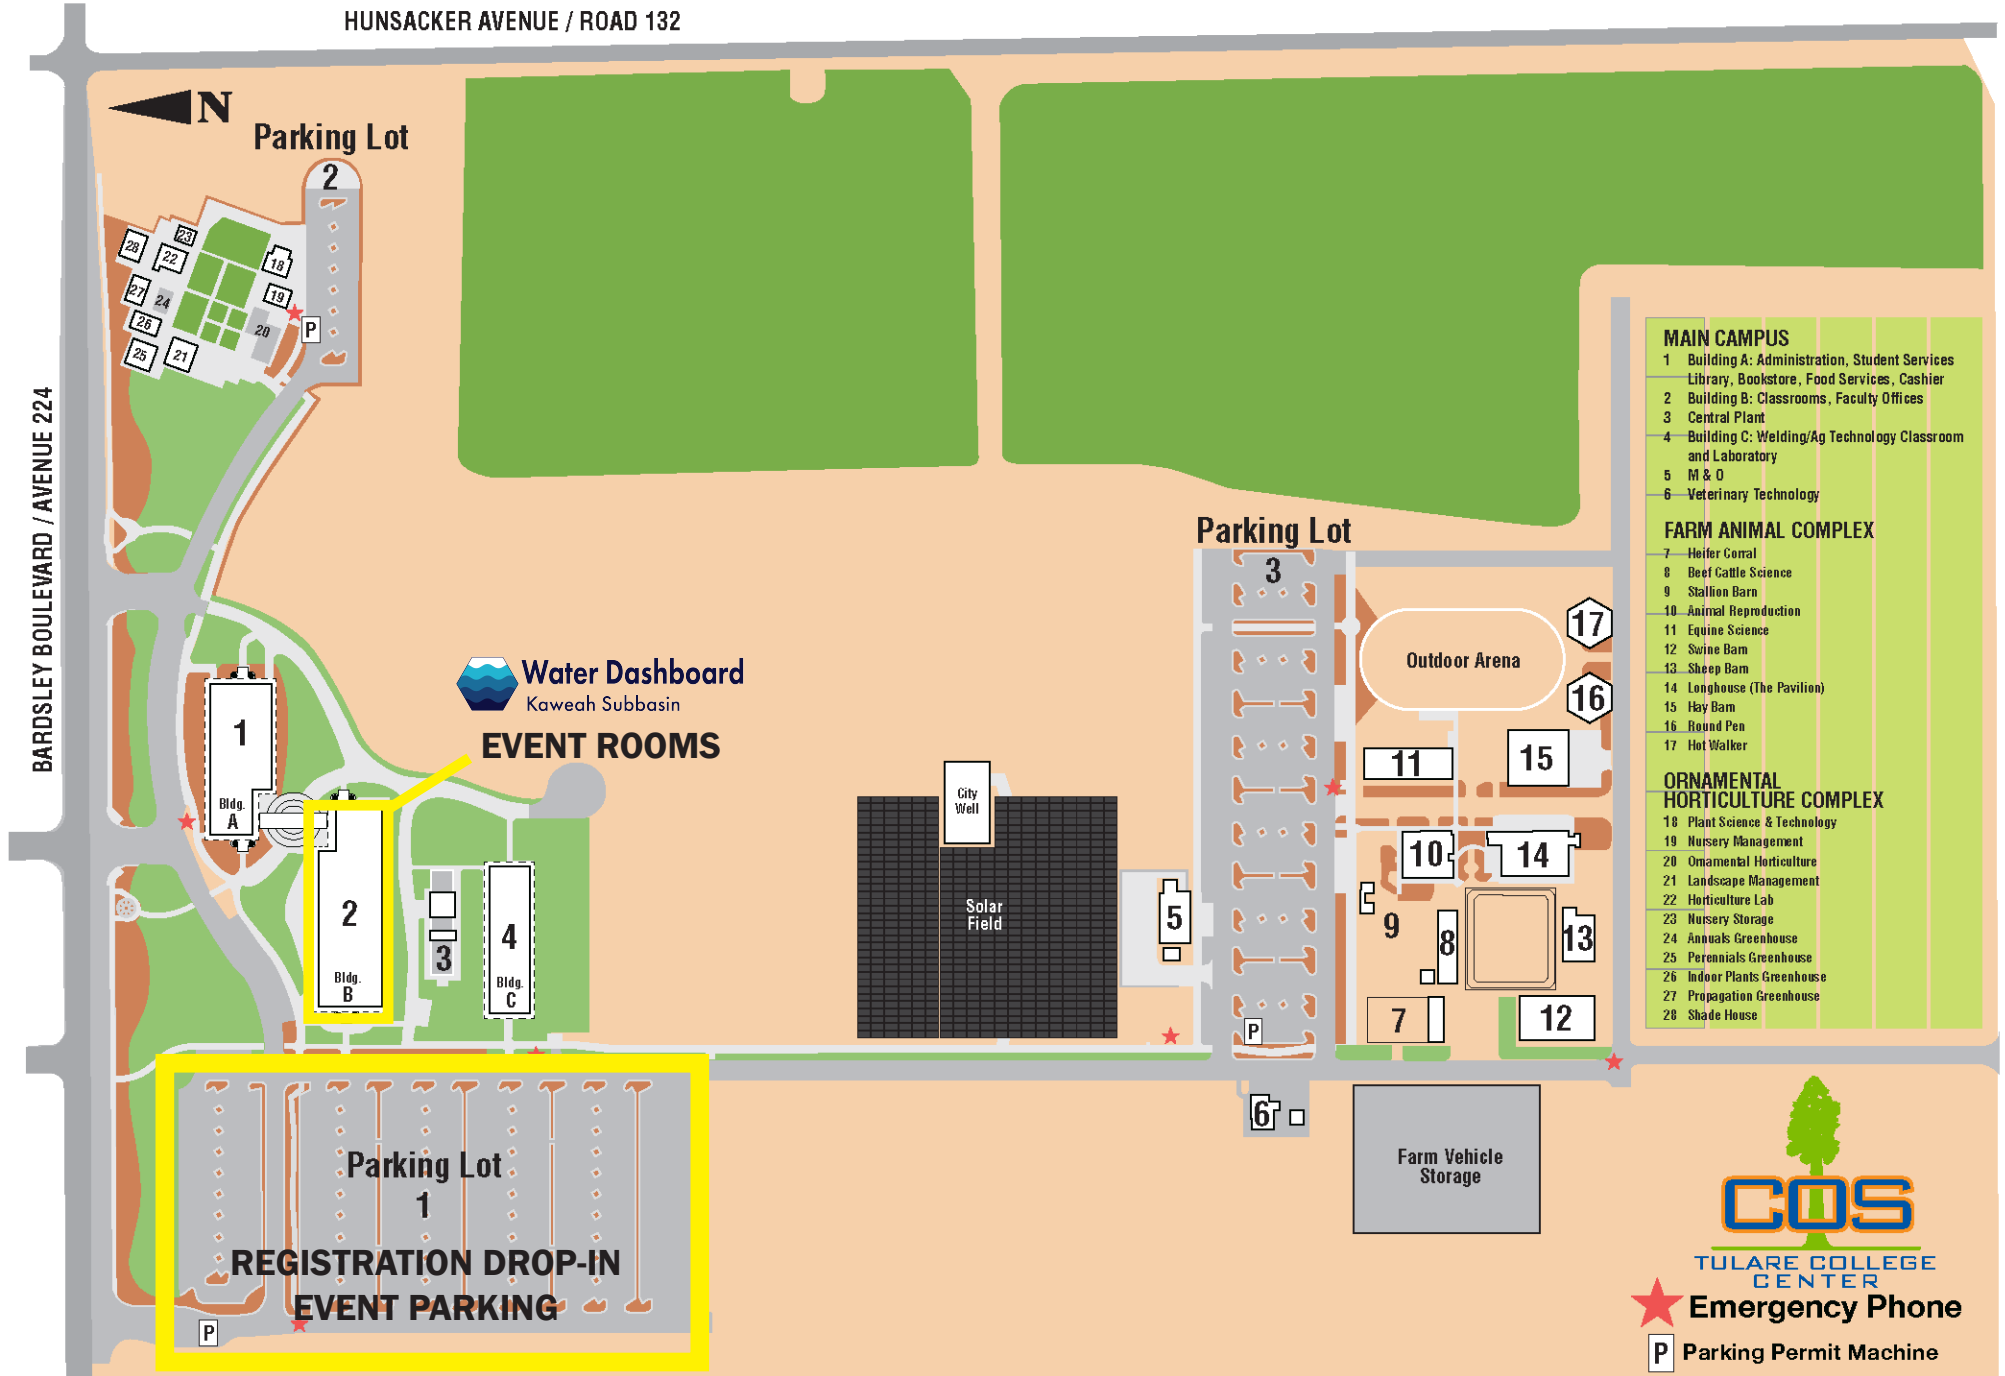 HUNSACKER AVENUE / ROAD 132
N
Parking Lot
2
28
23
22
18
27
24
19
26
20
P
25
21
BARDSLEY BOULEVARD / AVENUE 224
MAIN CAMPUS
1 Building A: Administration, Student Services
Library, Bookstore, Food Services, Cashier
2 Building B: Classrooms, Faculty Offices
3 Central Plant
4 Building C: Welding/Ag Technology Classroom
and Laboratory
5 M & O
6 Veterinary Technology
FARM ANIMAL COMPLEX
7 Heifer Corral
8 Beef Cattle Science
9 Stallion Barn
10 Animal Reproduction
11 Equine Science
12 Swine Barn
13 Sheep Barn
14 Longhouse (The Pavilion)
15 Hay Barn
16 Round Pen
17 Hot Walker
ORNAMENTAL
HORTICULTURE COMPLEX
18 Plant Science & Technology
19 Nursery Management
20 Ornamental Horticulture
21 Landscape Management
22 Horticulture Lab
23 Nursery Storage
24 Annuals Greenhouse
25 Perennials Greenhouse
26 Indoor Plants Greenhouse
27 Propagation Greenhouse
28 Shade House
Parking Lot
3
17
Outdoor Arena
16
11
15
10
14
9
8
13
7
12
5
P
6
Farm Vehicle
Storage
City
Well
Solar
Field
Water Dashboard
Kaweah Subbasin
EVENT ROOMS
1
Bldg.
A
2
Bldg.
B
3
4
Bldg.
C
Parking Lot
1
REGISTRATION DROP-IN
EVENT PARKING
P
COS
TULARE COLLEGE
CENTER
Emergency Phone
P Parking Permit Machine